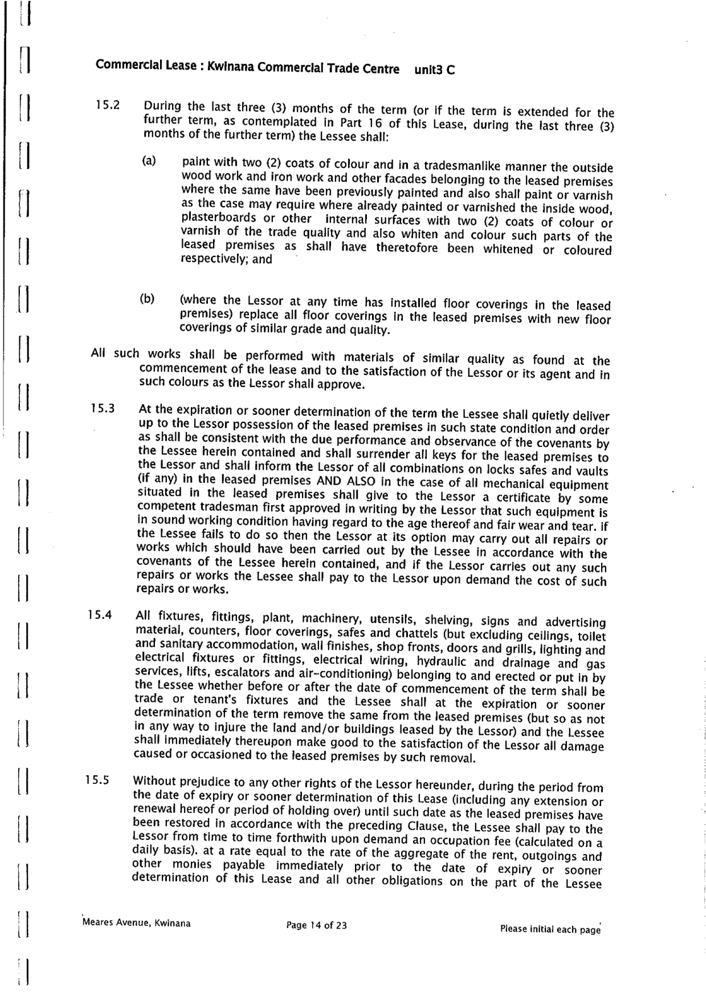 Commercial Lease : Kwinana Commercial Trade Centre unit3 C
15.2 During the last three (3) months of the term (or if the term is extended for the
further term, as contemplated in Part 16 of this Lease, during the last three (3)
months of the further term) the Lessee shall:
(a) paint with two (2) coats of colour and in a tradesmanlike manner the outside
wood work and iron work and other facades belonging to the leased premises
where the same have been previously painted and also shall paint or varnish
as the case may require where already painted or varnished the inside wood,
plasterboards or other internal surfaces with two (2) coats of colour or
varnish of the trade quality and also whiten and colour such parts of the
leased premises as shall have theretofore been whitened or coloured
respectively; and
(b) (where the Lessor at any time has installed floor coverings in the leased
premises) replace all floor coverings in the leased premises with new floor
coverings of similar grade and quality.
All such works shall be performed with materials of similar quality as found at the
commencement of the lease and to the satisfaction of the Lessor or its agent and in
such colours as the Lessor shall approve.
15.3 At the expiration or sooner determination of the term the Lessee shall quietly deliver
up to the Lessor possession of the leased premises in such state condition and order
as shall be consistent with the due performance and observance of the covenants by
the Lessee herein contained and shall surrender all keys for the leased premises to
the Lessor and shall inform the Lessor of all combinations on locks safes and vaults
(if any) in the leased premises AND ALSO in the case of all mechanical equipment
situated in the leased premises shall give to the Lessor a certificate by some
competent tradesman first approved in writing by the Lessor that such equipment is
in sound working condition having regard to the age thereof and fair wear and tear. if
the Lessee fails to do so then the Lessor at its option may carry out all repairs or
works which should have been carried out by the Lessee in accordance with the
covenants of the Lessee herein contained, and if the Lessor carries out any such
repairs or works the Lessee shall pay to the Lessor upon demand the cost of such
repairs or works.
15.4 All fixtures, fittings, plant, machinery, utensils, shelving, signs and advertising
material, counters, floor coverings, safes and chattels (but excluding ceilings, toilet
and sanitary accommodation, wall finishes, shop fronts, doors and grills, lighting and
electrical fixtures or fittings, electrical wiring, hydraulic and drainage and gas
services, lifts, escalators and air-conditioning) belonging to and erected or put in by
the Lessee whether before or after the date of commencement of the term shall be
trade or tenant's fixtures and the Lessee shall at the expiration or sooner
determination of the term remove the same from the leased premises (but so as not
in any way to injure the land and/or buildings leased by the Lessor) and the Lessee
shall immediately thereupon make good to the satisfaction of the Lessor all damage
caused or occasioned to the leased premises by such removal.
15.5 Without prejudice to any other rights of the Lessor hereunder, during the period from
the date of expiry or sooner determination of this Lease (including any extension or
renewal hereof or period of holding over) until such date as the leased premises have
been restored in accordance with the preceding Clause, the Lessee shall pay to the
Lessor from time to time forthwith upon demand an occupation fee (calculated on a
daily basis). at a rate equal to the rate of the aggregate of the rent, outgoings and
other monies payable immediately prior to the date of expiry or sooner
determination of this Lease and all other obligations on the part of the Lessee
Meares Avenue, Kwinana Page 14 of 23 Please initial each page